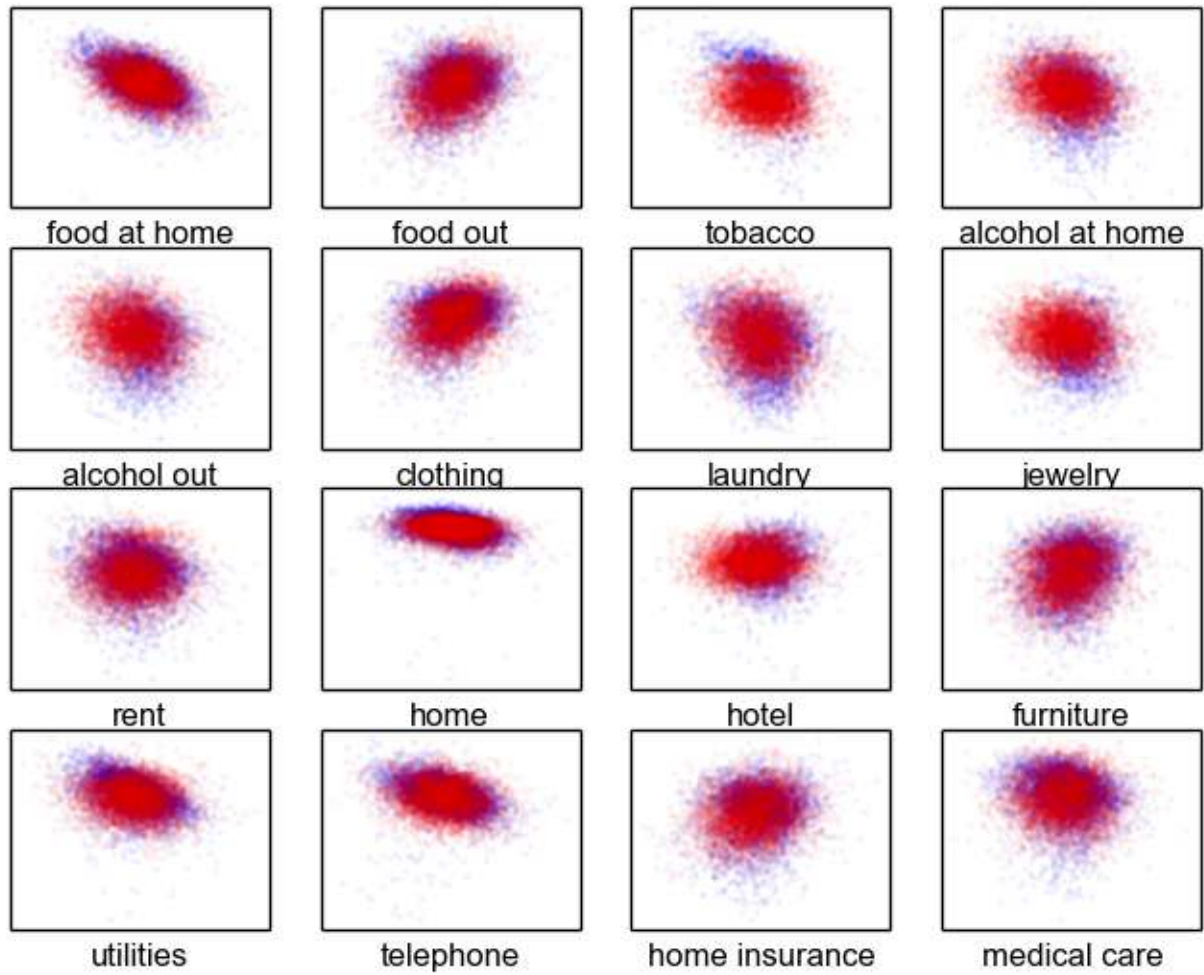 food at home food out tobacco alcohol at home
alcohol out clothing laundry jewelry
rent home hotel furniture
utilities telephone home insurance medical care